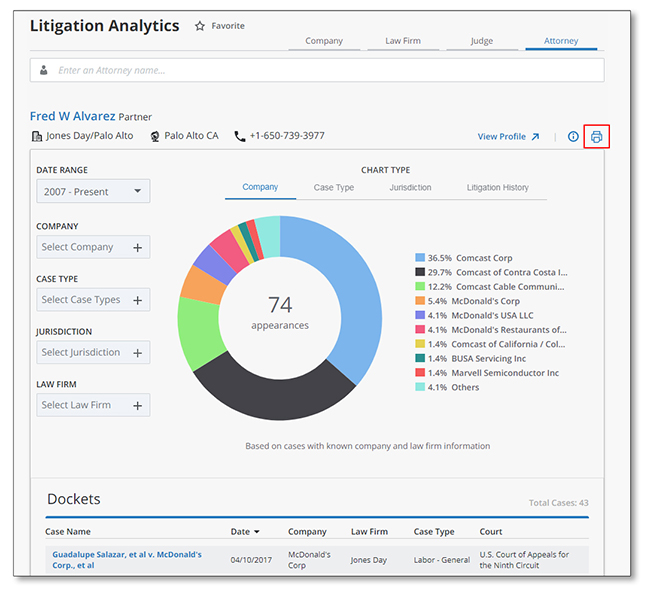 Litigation Analytics Favorite
Company Law Firm Judge Attorney
Enter an Attorney name...
Fred W Alvarez Partner
Jones Day/Palo Alto Palo Alto CA +1-650-739-3977 View Profile
DATE RANGE
2007 - Present
COMPANY
Select Company +
CASE TYPE
Select Case Types +
JURISDICTION
Select Jurisdiction +
LAW FIRM
Select Law Firm +
CHART TYPE
Company Case Type Jurisdiction Litigation History
74
appearances
36.5% Comcast Corp
29.7% Comcast of Contra Costa I...
12.2% Comcast Cable Communi...
5.4% McDonald's Corp
4.1% McDonald's USA LLC
4.1% McDonald's Restaurants of...
1.4% Comcast of California / Col...
1.4% BUSA Servicing Inc
1.4% Marvell Semiconductor Inc
4.1% Others
Based on cases with known company and law firm information
Dockets Total Cases: 43
Case Name Date Company Law Firm Case Type Court
Guadalupe Salazar, et al v. McDonald's
Corp., et al
04/10/2017
McDonald's
Corp
Jones Day
Labor - General
U.S. Court of Appeals for
the Ninth Circuit